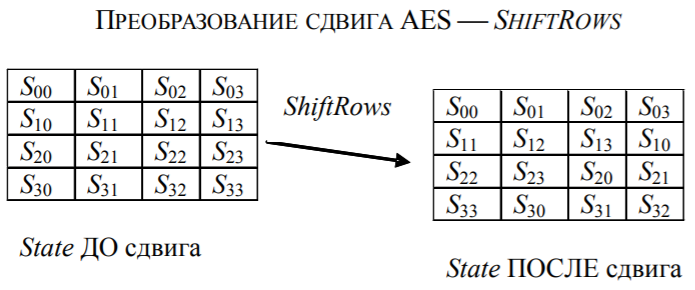 ПРЕОБРАЗОВАНИЕ СДВИГА AES — SHIFTROWS
S00 S01 S02 S03
S10 S11 S12 S13
S20 S21 S22 S23
S30 S31 S32 S33
State ДО сдвига
ShiftRows
S00 S01 S02 S03
S11 S12 S13 S10
S22 S23 S20 S21
S33 S30 S31 S32
State ПОСЛЕ сдвига